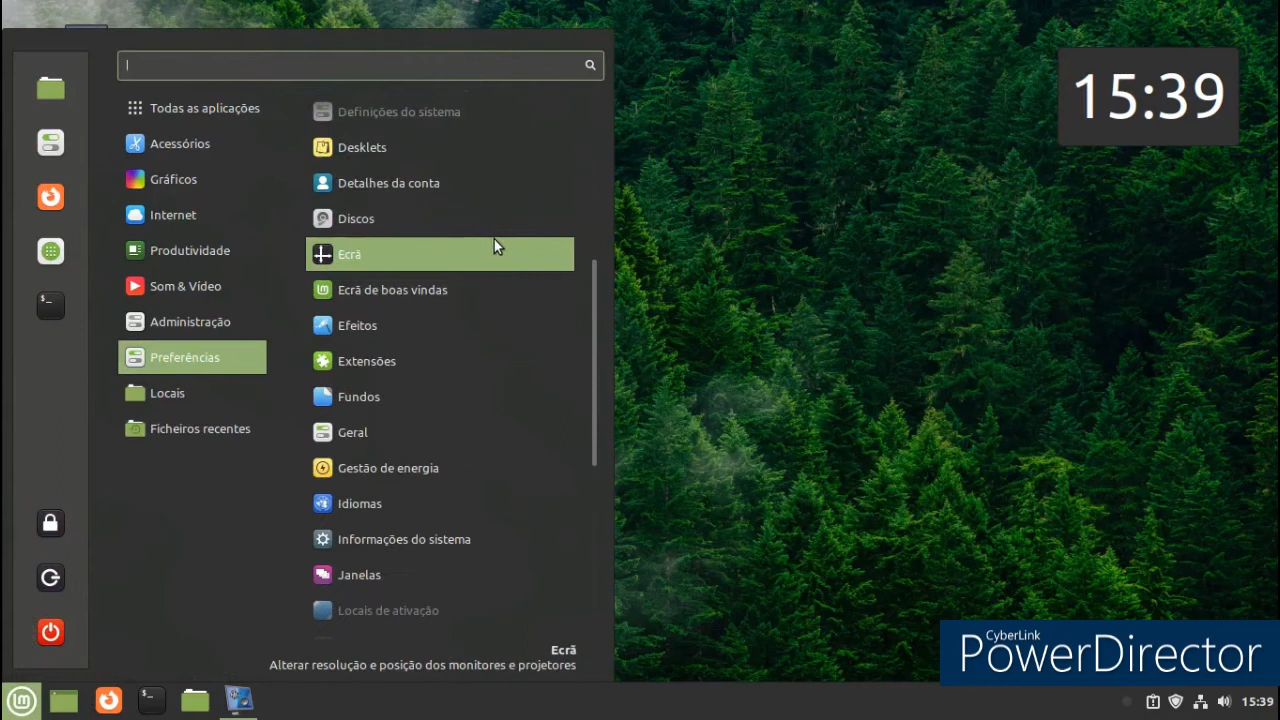 Todas as aplicações
Acessórios
Gráficos
Internet
Produtividade
Som & Vídeo
Administração
Preferências
Locais
Ficheiros recentes
Definições do sistema
Desklets
Detalhes da conta
Discos
Ecrã
Ecrã de boas vindas
Efeitos
Extensões
Fundos
Geral
Gestão de energia
Idiomas
Informações do sistema
Janelas
Locais de ativação
Ecrã
Alterar resolução e posição dos monitores e projetores
15:39
CyberLink
PowerDirector
15:39